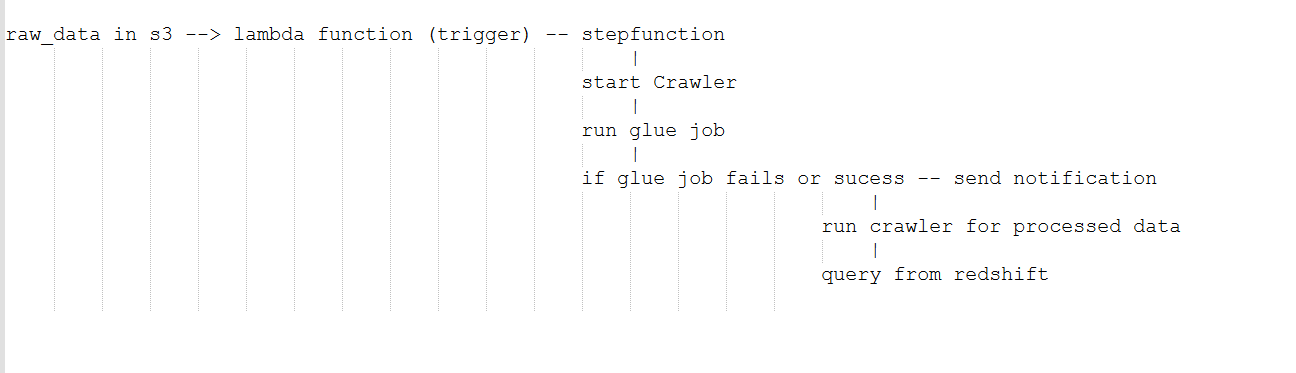 raw_data in s3 --> lambda function (trigger) -- stepfunction
|
start Crawler
|
run glue job
|
if glue job fails or sucess -- send notification
|
run crawler for processed data
|
query from redshift